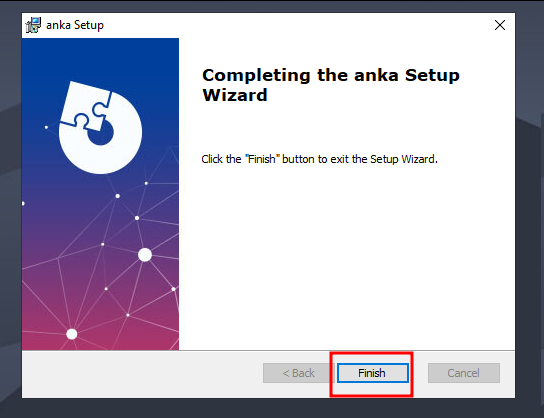 anka Setup
Completing the anka Setup
Wizard
Click the "Finish" button to exit the Setup Wizard.
< Back
Finish
Cancel